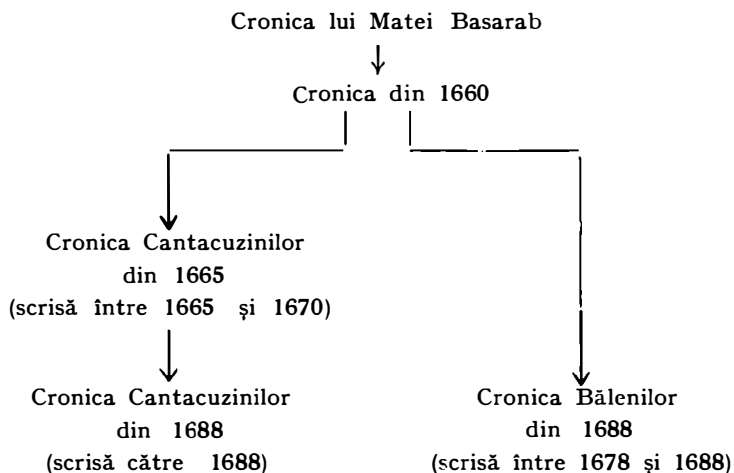 Cronica lui Matei Basarab
Cronica din 1660
Cronica Cantacuzinilor
din 1665
(scrisă între 1665 și 1670)
Cronica Cantacuzinilor
din 1688
(scrisă către 1688)
Cronica Bălenilor
din 1688
(scrisă între 1678 și 1688)